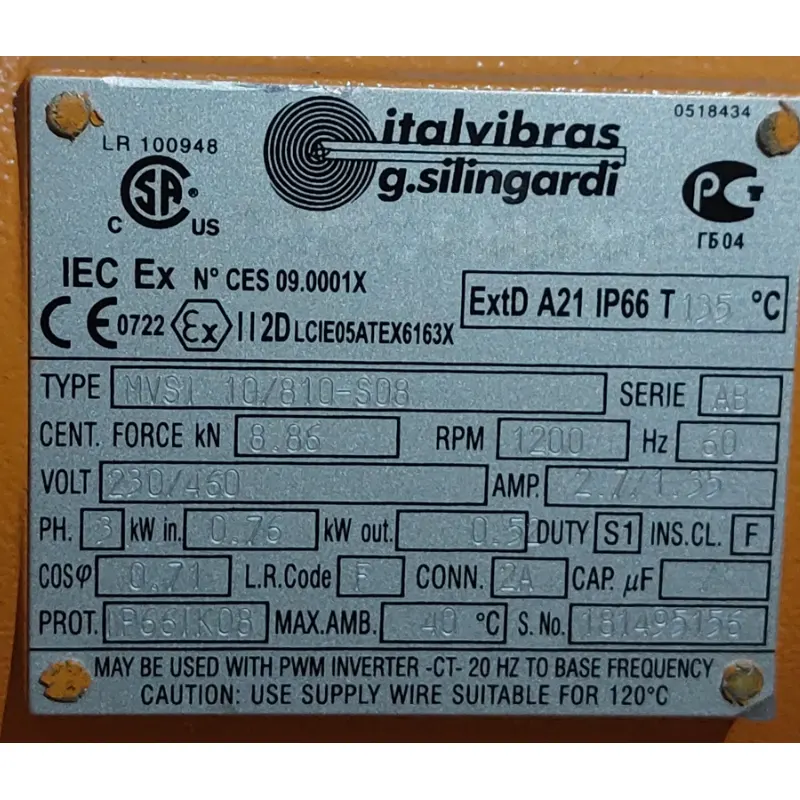 LR 100948
italvibras
g.silingardi
0518434
C US
ГБ04
IEC Ex N° CES 09.0001X
CE 0722 Ex II2D LCIE05ATEX6163X
ExtD A21 IP66 T 135 °C
TYPE MVSI 10/810-S08 SERIE AB
CENT. FORCE kN 8.86 RPM 1200 Hz 60
VOLT 230/460 AMP. 2.7/1.35
PH. 3 kW in. 0.76 kW out. 0.52 DUTY S1 INS.CL. F
COSφ 0.71 L.R.Code F CONN. 2A CAP. µF /
PROT. IP66IK08 MAX.AMB. 40 °C S. No. 181495156
MAY BE USED WITH PWM INVERTER -CT- 20 HZ TO BASE FREQUENCY
CAUTION: USE SUPPLY WIRE SUITABLE FOR 120°C